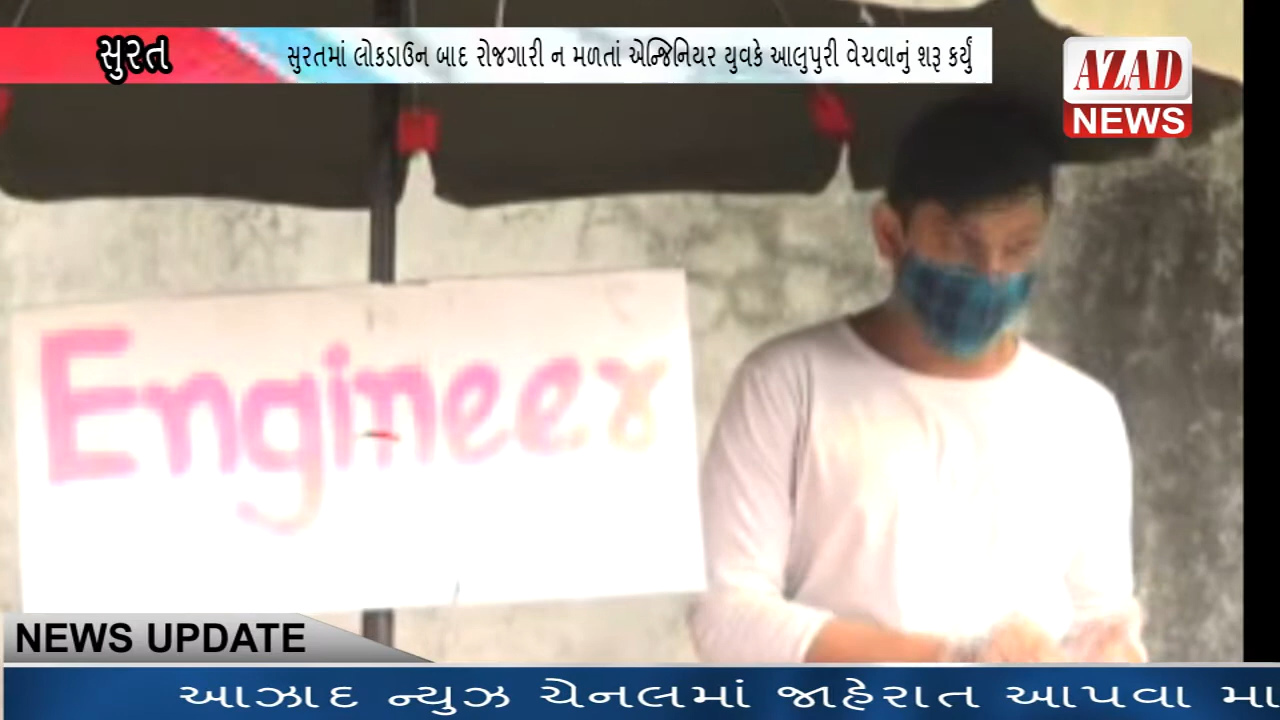 સુરત
સુરતમાં લોકડાઉન બાદ રોજગારી ન મળતાં એન્જિનિયર યુવકે આલુપુરી વેચવાનું શરૂ કર્યું
AZAD
NEWS
Engineer
NEWS UPDATE
આઝાદ ન્યુઝ ચેનલમાં જાહેરાત આપવા મા